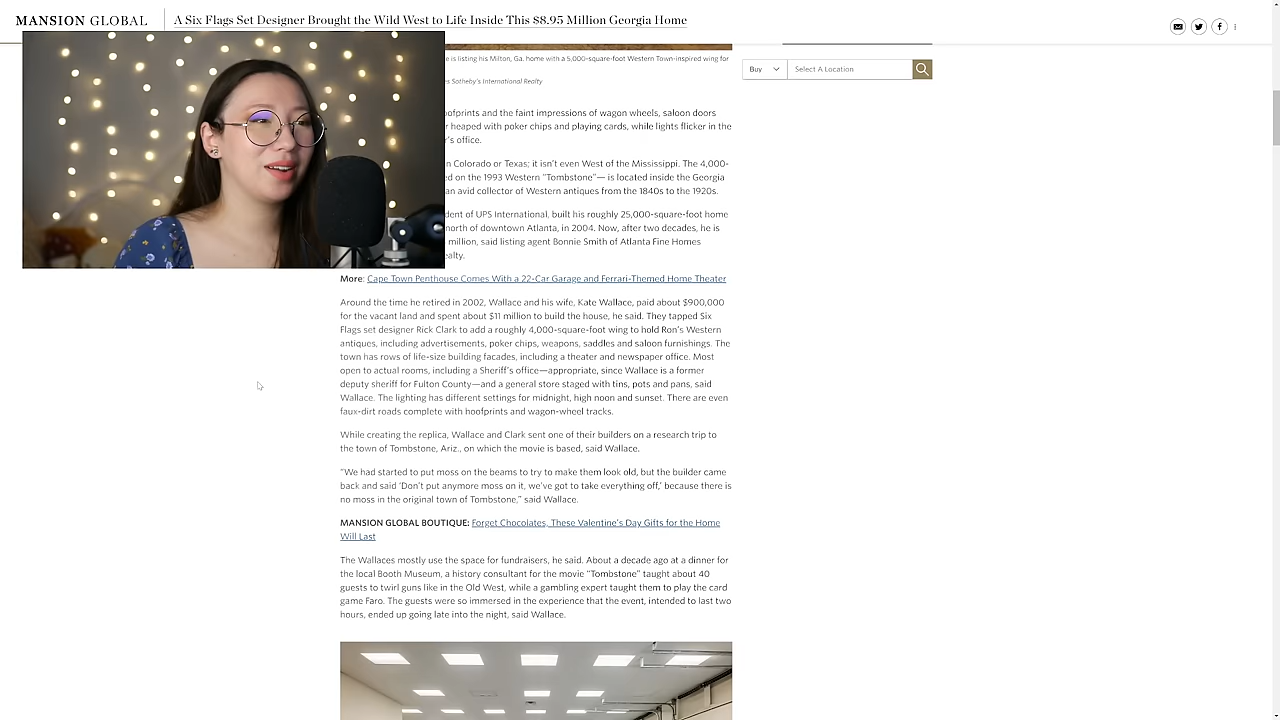 MANSION GLOBAL
A Six Flags Set Designer Brought the Wild West to Life Inside This $8.95 Million Georgia Home
e is listing his Milton, Ga. home with a 5,000-square-foot Western Town-inspired wing for
es Sotheby's International Realty
Buy
Select A Location
oofprints and the faint impressions of wagon wheels, saloon doors
r heaped with poker chips and playing cards, while lights flicker in the
r's office.
n Colorado or Texas; it isn't even West of the Mississippi. The 4,000-
ed on the 1993 Western "Tombstone"— is located inside the Georgia
an avid collector of Western antiques from the 1840s to the 1920s.
dent of UPS International, built his roughly 25,000-square-foot home
north of downtown Atlanta, in 2004. Now, after two decades, he is
million, said listing agent Bonnie Smith of Atlanta Fine Homes
ealty.
More: Cape Town Penthouse Comes With a 22-Car Garage and Ferrari-Themed Home Theater
Around the time he retired in 2002, Wallace and his wife, Kate Wallace, paid about $900,000
for the vacant land and spent about $11 million to build the house, he said. They tapped Six
Flags set designer Rick Clark to add a roughly 4,000-square-foot wing to hold Ron's Western
antiques, including advertisements, poker chips, weapons, saddles and saloon furnishings. The
town has rows of life-size building facades, including a theater and newspaper office. Most
open to actual rooms, including a Sheriff's office—appropriate, since Wallace is a former
deputy sheriff for Fulton County—and a general store staged with tins, pots and pans, said
Wallace. The lighting has different settings for midnight, high noon and sunset. There are even
faux-dirt roads complete with hoofprints and wagon-wheel tracks.
While creating the replica, Wallace and Clark sent one of their builders on a research trip to
the town of Tombstone, Ariz., on which the movie is based, said Wallace.
"We had started to put moss on the beams to try to make them look old, but the builder came
back and said 'Don't put anymore moss on it, we've got to take everything off,' because there is
no moss in the original town of Tombstone," said Wallace.
MANSION GLOBAL BOUTIQUE: Forget Chocolates, These Valentine's Day Gifts for the Home
Will Last
The Wallaces mostly use the space for fundraisers, he said. About a decade ago at a dinner for
the local Booth Museum, a history consultant for the movie "Tombstone" taught about 40
guests to twirl guns like in the Old West, while a gambling expert taught them to play the card
game Faro. The guests were so immersed in the experience that the event, intended to last two
hours, ended up going late into the night, said Wallace.